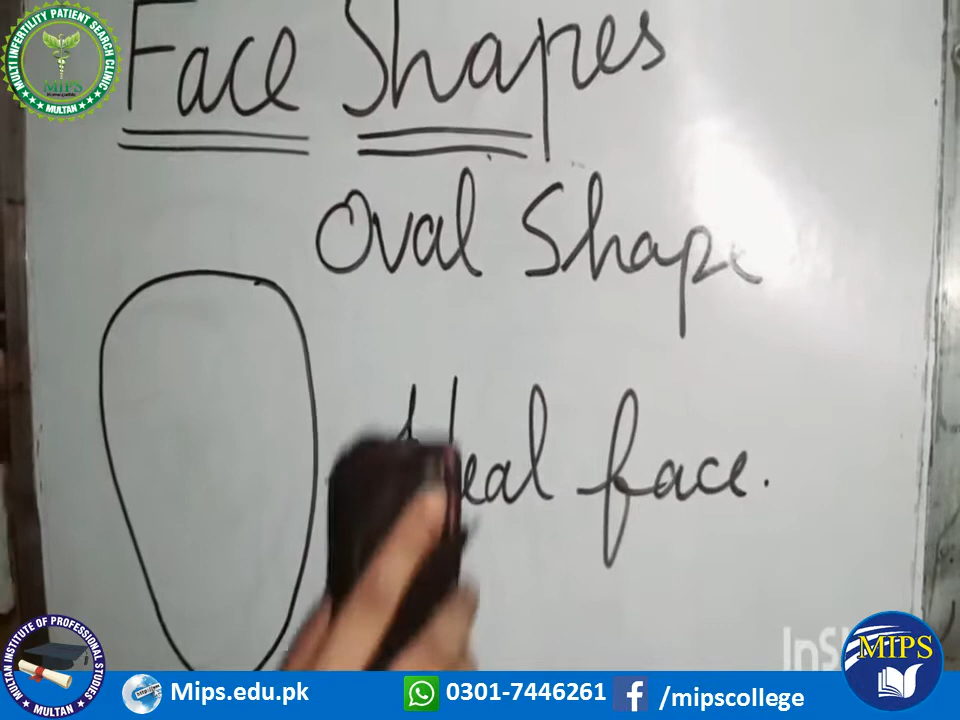 MULTI INFERTILITY PATIENT SEARCH CLINIC
MIPS
MULTAN
Face Shapes
Oval Shape
face.
InS
MULTAN INSTITUTE OF PROFESSIONAL STUDIES
MULTAN
Mips.edu.pk
0301-7446261
/mipscollege
MIPS